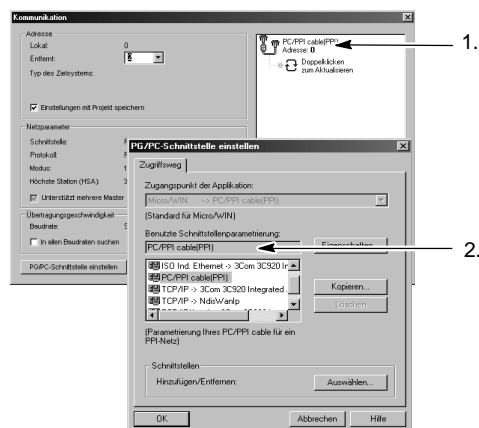 Kommunikation
Adresse
Lokal: 0
Entfernt: 2
Typ des Zielsystems:
Einstellungen mit Projekt speichern
PC/PPI cable(PPI)
Adresse: 0
Doppelklicken
zum Aktualisieren
1.
Netzparameter
Schnittstelle:
Protokoll:
Modus:
Höchste Station (HSA):
Unterstützt mehrere Master
Übertragungsgeschwindigkeit
Baudrate:
In allen Baudraten suchen
PG/PC-Schnittstelle einstellen
PG/PC-Schnittstelle einstellen
Zugriffsweg
Zugangspunkt der Applikation:
Micro/WIN -> PC/PPI cable(PPI)
(Standard für Micro/WIN)
Benutzte Schnittstellenparametrierung:
PC/PPI cable(PPI)
2.
Eigenschaften
ISO Ind. Ethernet -> 3Com 3C920 In
PC/PPI cable(PPI)
TCP/IP -> 3Com 3C920 Integrated
TCP/IP -> NdisWanIp
Kopieren...
Löschen
(Parametrierung Ihres PC/PPI cable für ein
PPI-Netz)
Schnittstellen
Hinzufügen/Entfernen:
Auswählen...
OK
Abbrechen
Hilfe